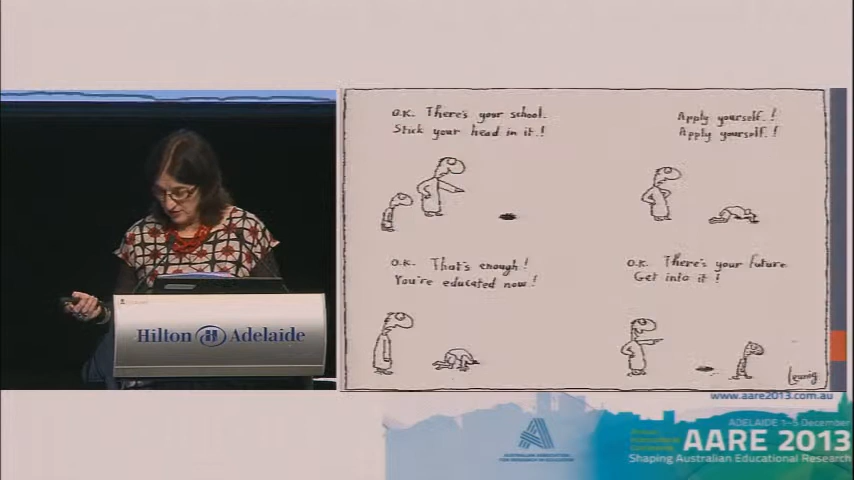 O.K. There's your school.
Stick your head in it!
Apply yourself!
Apply yourself!
O.K. That's enough!
You're educated now!
O.K. There's your future
Get into it!
Leunig
Hilton Adelaide
www.aare2013.com.au
ADELAIDE 1-5 December
AARE 2013
Shaping Australian Educational Research